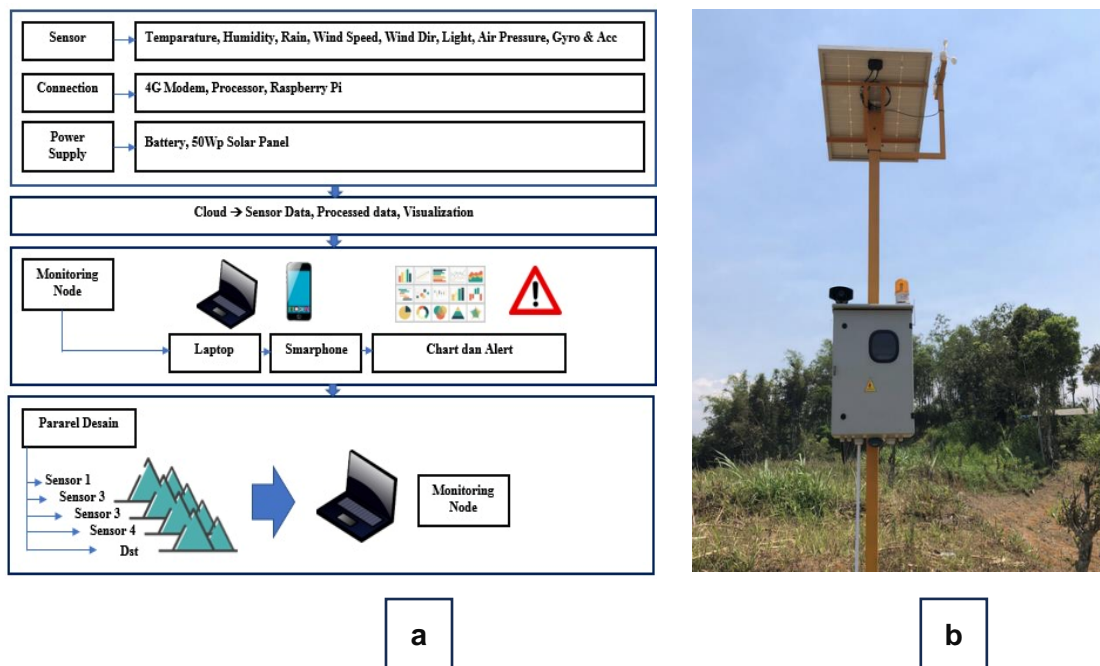 Sensor
Temparature, Humidity, Rain, Wind Speed, Wind Dir, Light, Air Pressure, Gyro & Acc
Connection
4G Modem, Processor, Raspberry Pi
Power
Supply
Battery, 50Wp Solar Panel
Cloud → Sensor Data, Processed data, Visualization
Monitoring
Node
Laptop
Smarphone
Chart dan Alert
Pararel Desain
Sensor 1
Sensor 3
Sensor 3
Sensor 4
Dst
Monitoring
Node
a
b